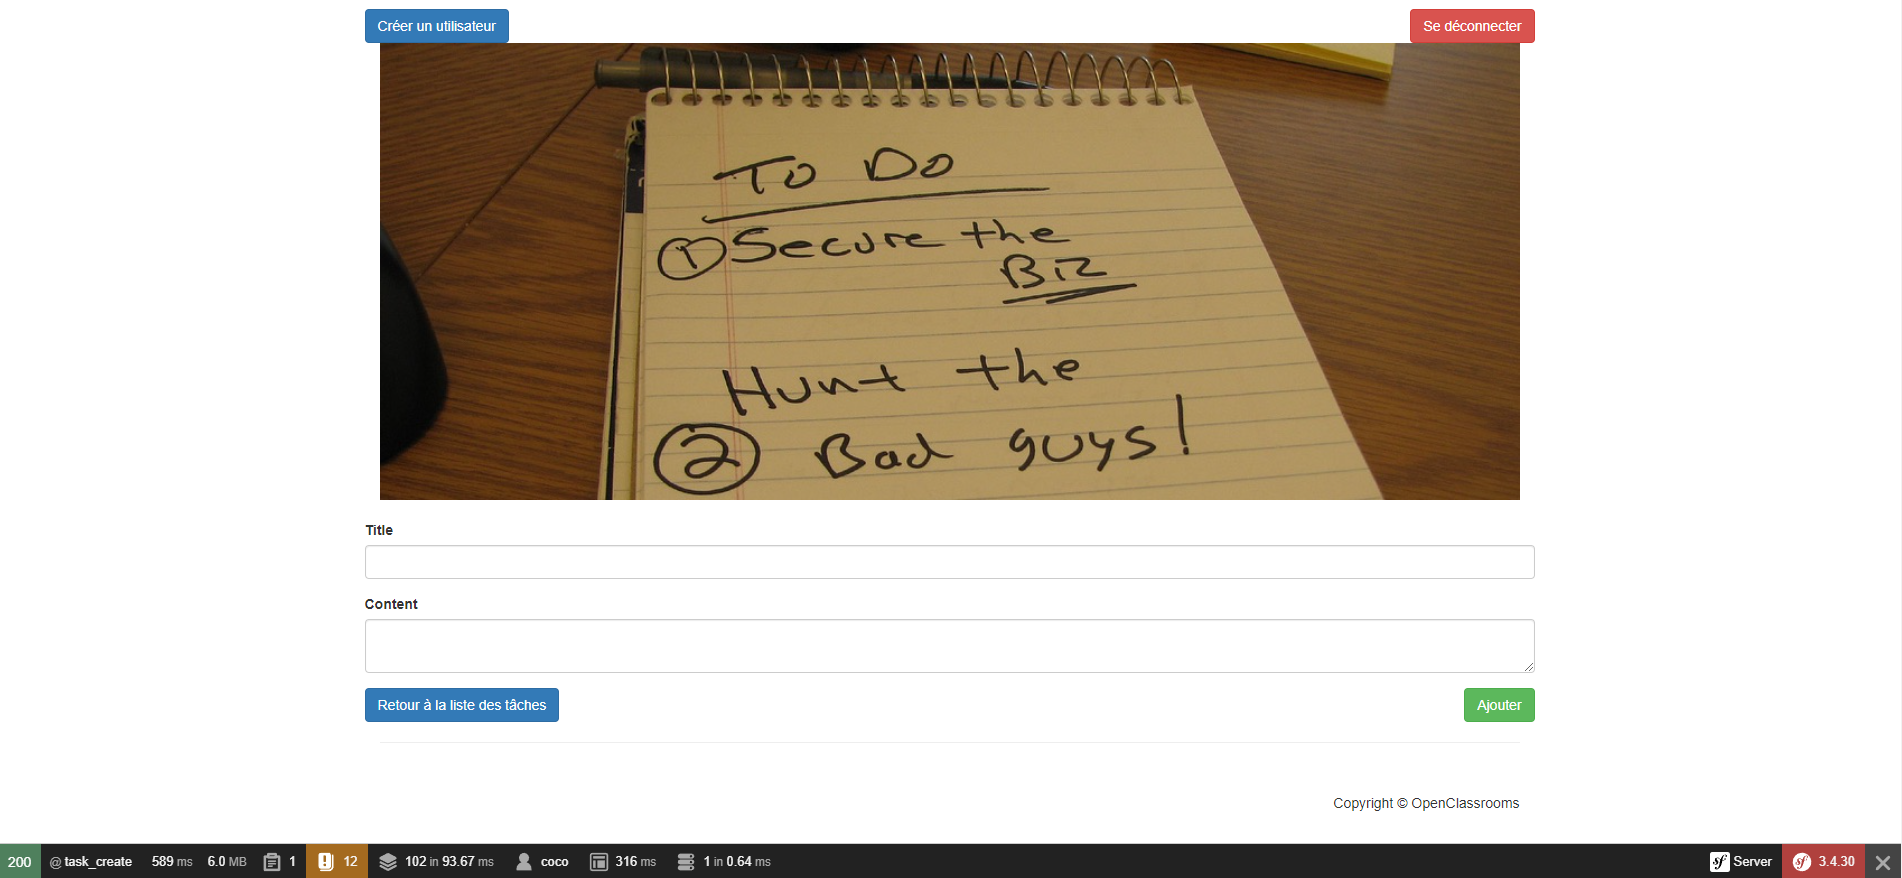 Créer un utilisateur
Se déconnecter
To Do
1 Secure the
Biz
Hunt the
2 Bad guys!
Title
Content
Retour à la liste des tâches
Ajouter
Copyright © OpenClassrooms
200 @ task_create 589 ms 6.0 MB 1 12 102 in 93.67 ms coco 316 ms 1 in 0.64 ms sf Server sf 3.4.30